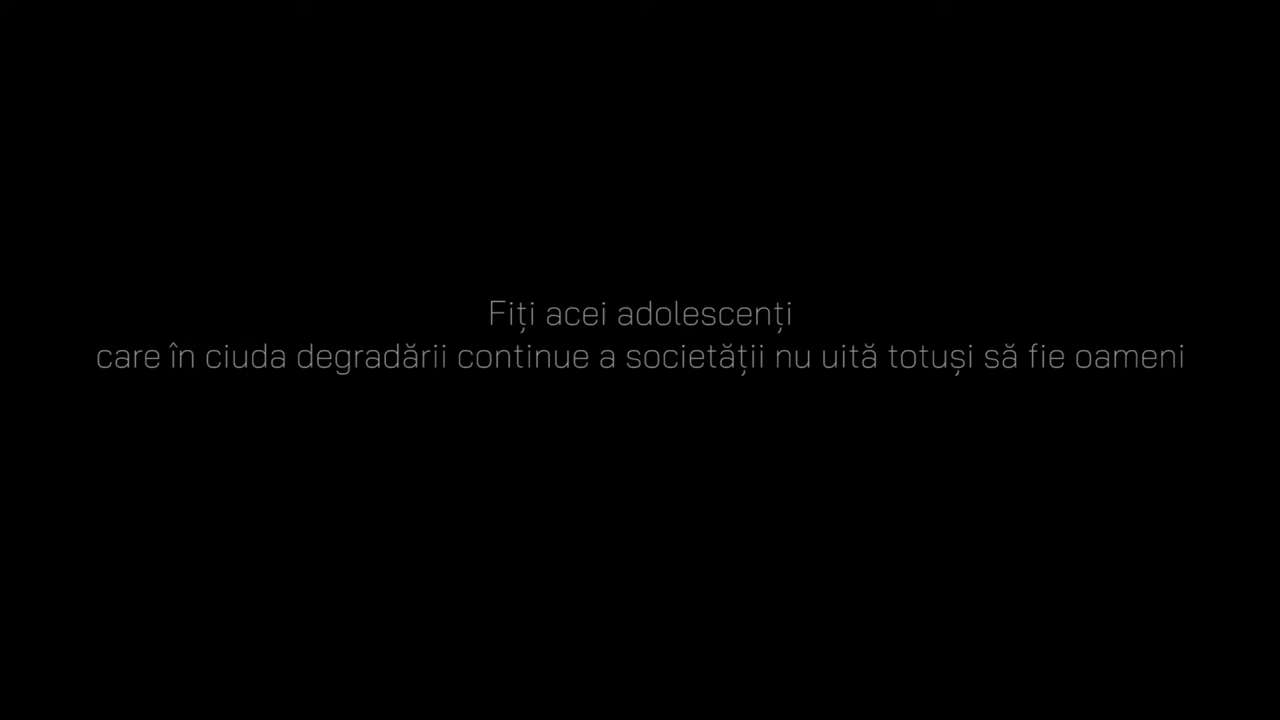 Fiți acei adolescenți
care în ciuda degradării continue a societății nu uită totuși să fie oameni